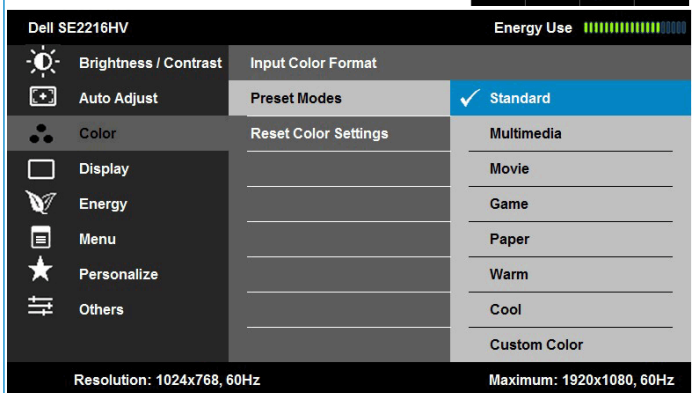 Dell SE2216HV Energy Use
Brightness / Contrast Input Color Format
Auto Adjust Preset Modes Standard
Color Reset Color Settings Multimedia
Display Movie
Energy Game
Menu Paper
Personalize Warm
Others Cool
Custom Color
Resolution: 1024x768, 60Hz Maximum: 1920x1080, 60Hz